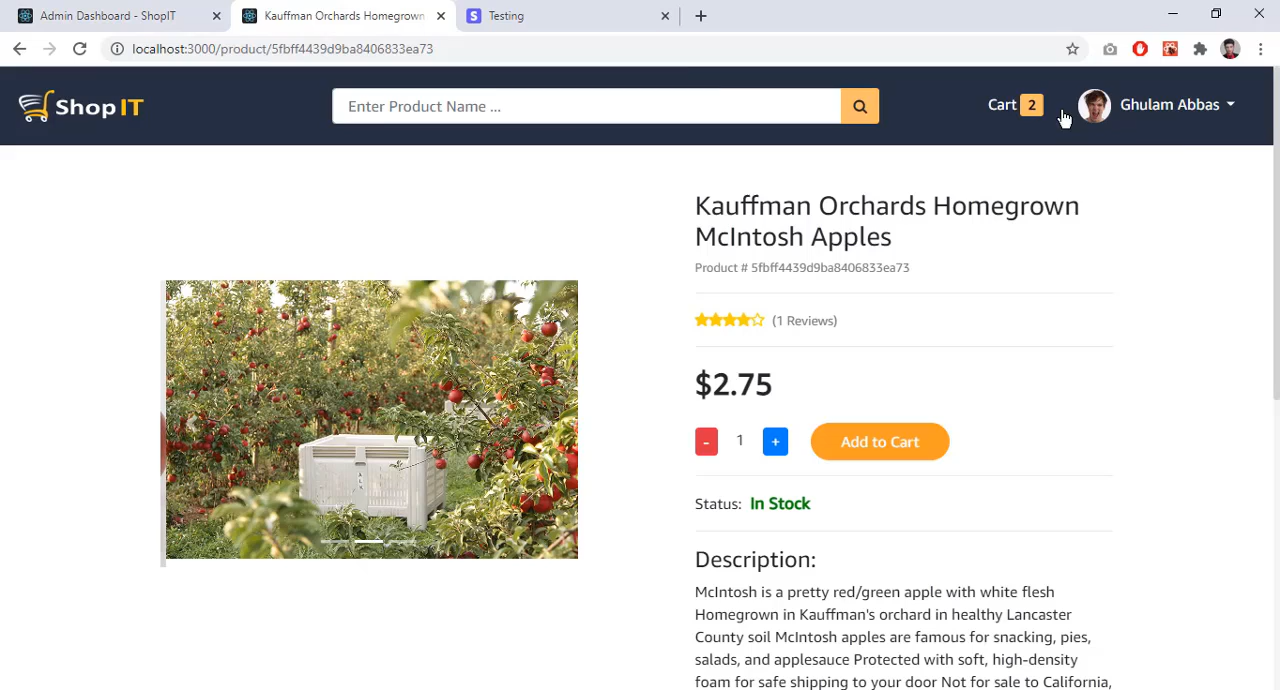 Admin Dashboard - ShopIT
Kauffman Orchards Homegrown
Testing
localhost:3000/product/5fbff4439d9ba8406833ea73
Shop IT
Enter Product Name ...
Cart 2
Ghulam Abbas
Kauffman Orchards Homegrown
McIntosh Apples
Product # 5fbff4439d9ba8406833ea73
(1 Reviews)
$2.75
- 1 +
Add to Cart
Status: In Stock
Description:
McIntosh is a pretty red/green apple with white flesh
Homegrown in Kauffman's orchard in healthy Lancaster
County soil McIntosh apples are famous for snacking, pies,
salads, and applesauce Protected with soft, high-density
foam for safe shipping to your door Not for sale to California,